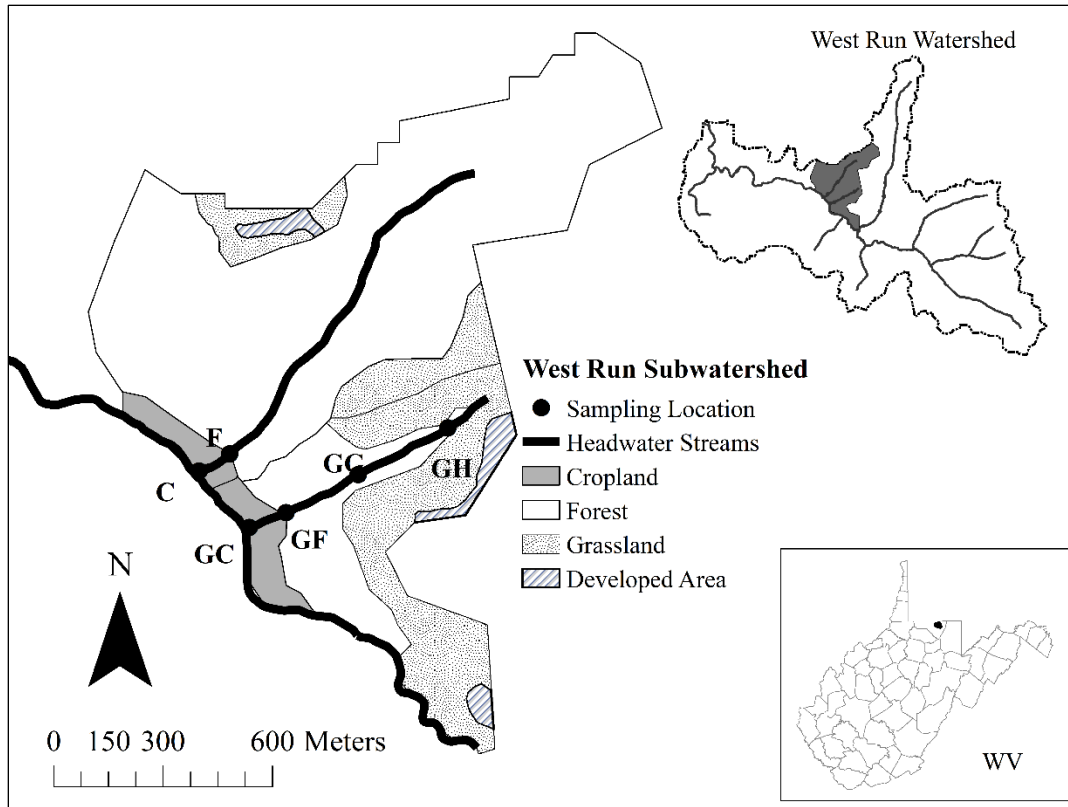 West Run Watershed
West Run Subwatershed
Sampling Location
Headwater Streams
Cropland
Forest
Grassland
Developed Area
F
C
GG
GH
GF
GC
N
0 150 300 600 Meters
WV